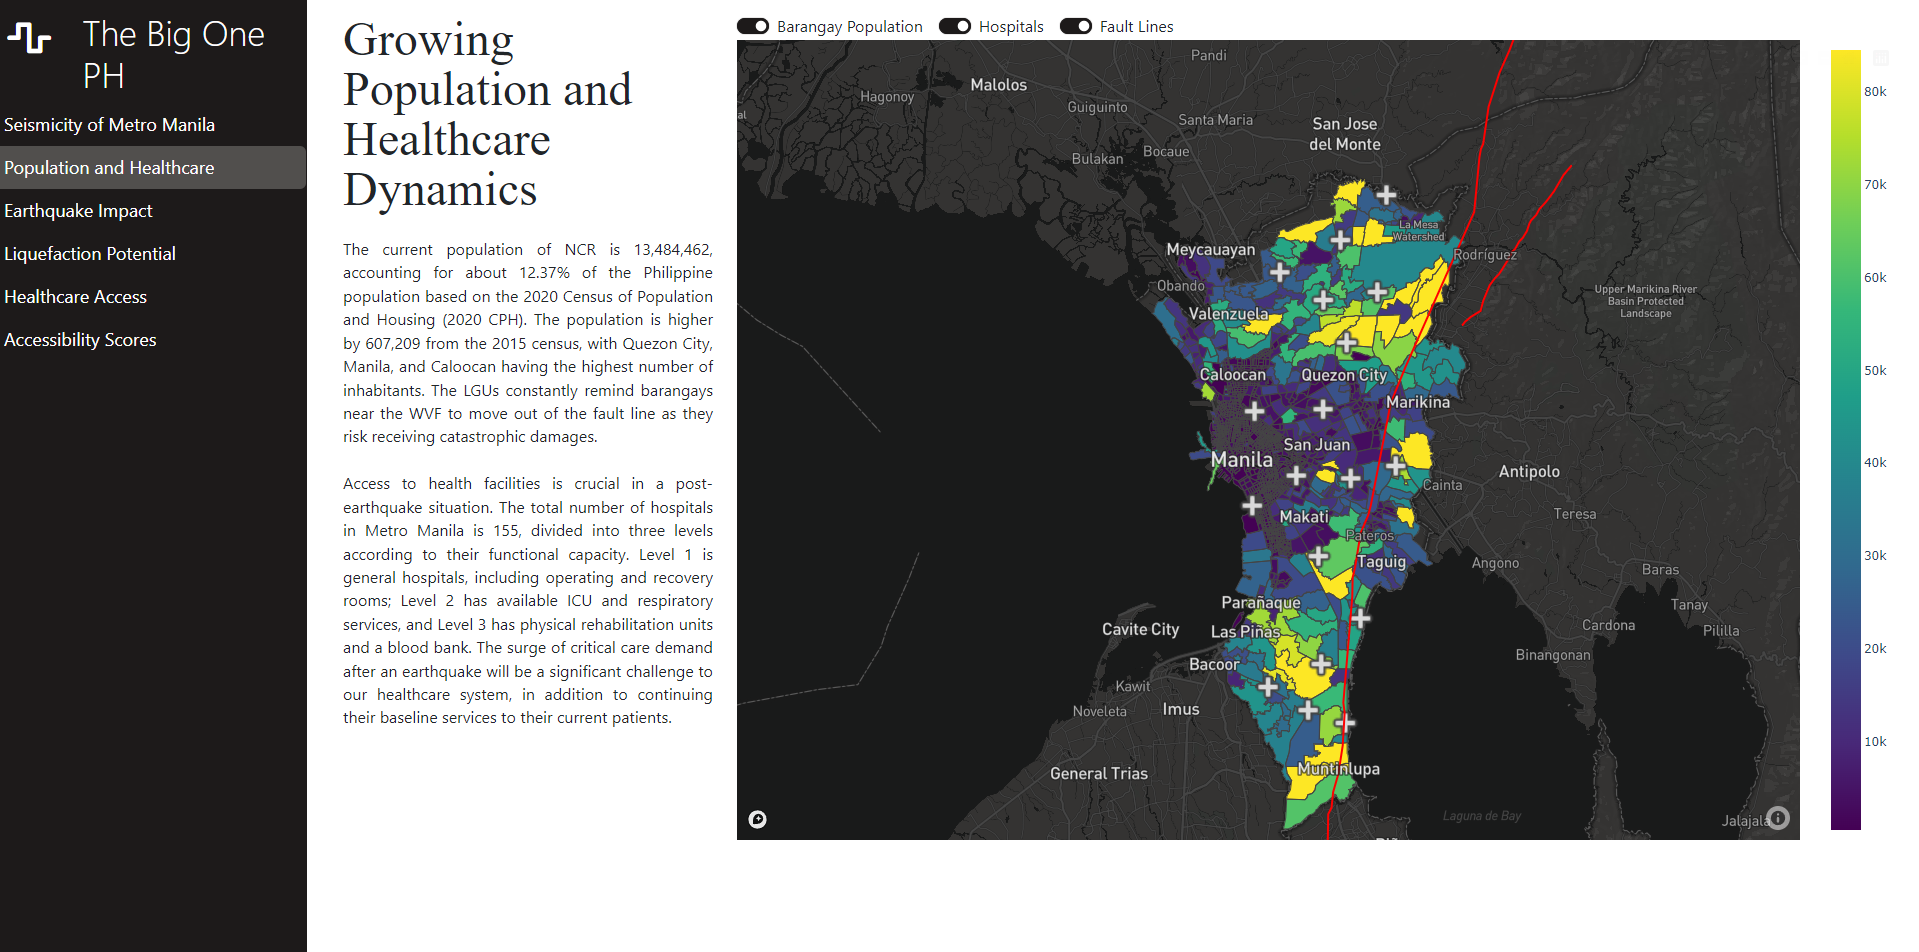 The Big One
PH
Seismicity of Metro Manila
Population and Healthcare
Earthquake Impact
Liquefaction Potential
Healthcare Access
Accessibility Scores
Growing
Population and
Healthcare
Dynamics
The current population of NCR is 13,484,462,
accounting for about 12.37% of the Philippine
population based on the 2020 Census of Population
and Housing (2020 CPH). The population is higher
by 607,209 from the 2015 census, with Quezon City,
Manila, and Caloocan having the highest number of
inhabitants. The LGUs constantly remind barangays
near the WVF to move out of the fault line as they
risk receiving catastrophic damages.
Access to health facilities is crucial in a post-
earthquake situation. The total number of hospitals
in Metro Manila is 155, divided into three levels
according to their functional capacity. Level 1 is
general hospitals, including operating and recovery
rooms; Level 2 has available ICU and respiratory
services, and Level 3 has physical rehabilitation units
and a blood bank. The surge of critical care demand
after an earthquake will be a significant challenge to
our healthcare system, in addition to continuing
their baseline services to their current patients.
Barangay Population
Hospitals
Fault Lines
Pandi
Malolos
Hagonoy
Guiguinto
al
Santa Maria
San Jose
del Monte
Bocaue
Bulakan
La Mesa
Watershed
Meycauayan
Rodríguez
Obando
Upper Marikina River
Basin Protected
Landscape
Valenzuela
Caloocan
Quezon City
Marikina
San Juan
Manila
Antipolo
Cainta
Teresa
Makati
Pateros
Taguig
Angono
Baras
Parañaque
Tanay
Cavite City
Las Piñas
Cardona
Pililla
Bacoor
Binangonan
Kawit
Noveleta
Imus
General Trias
Muntinlupa
Laguna de Bay
Jalajala
80k
70k
60k
50k
40k
30k
20k
10k